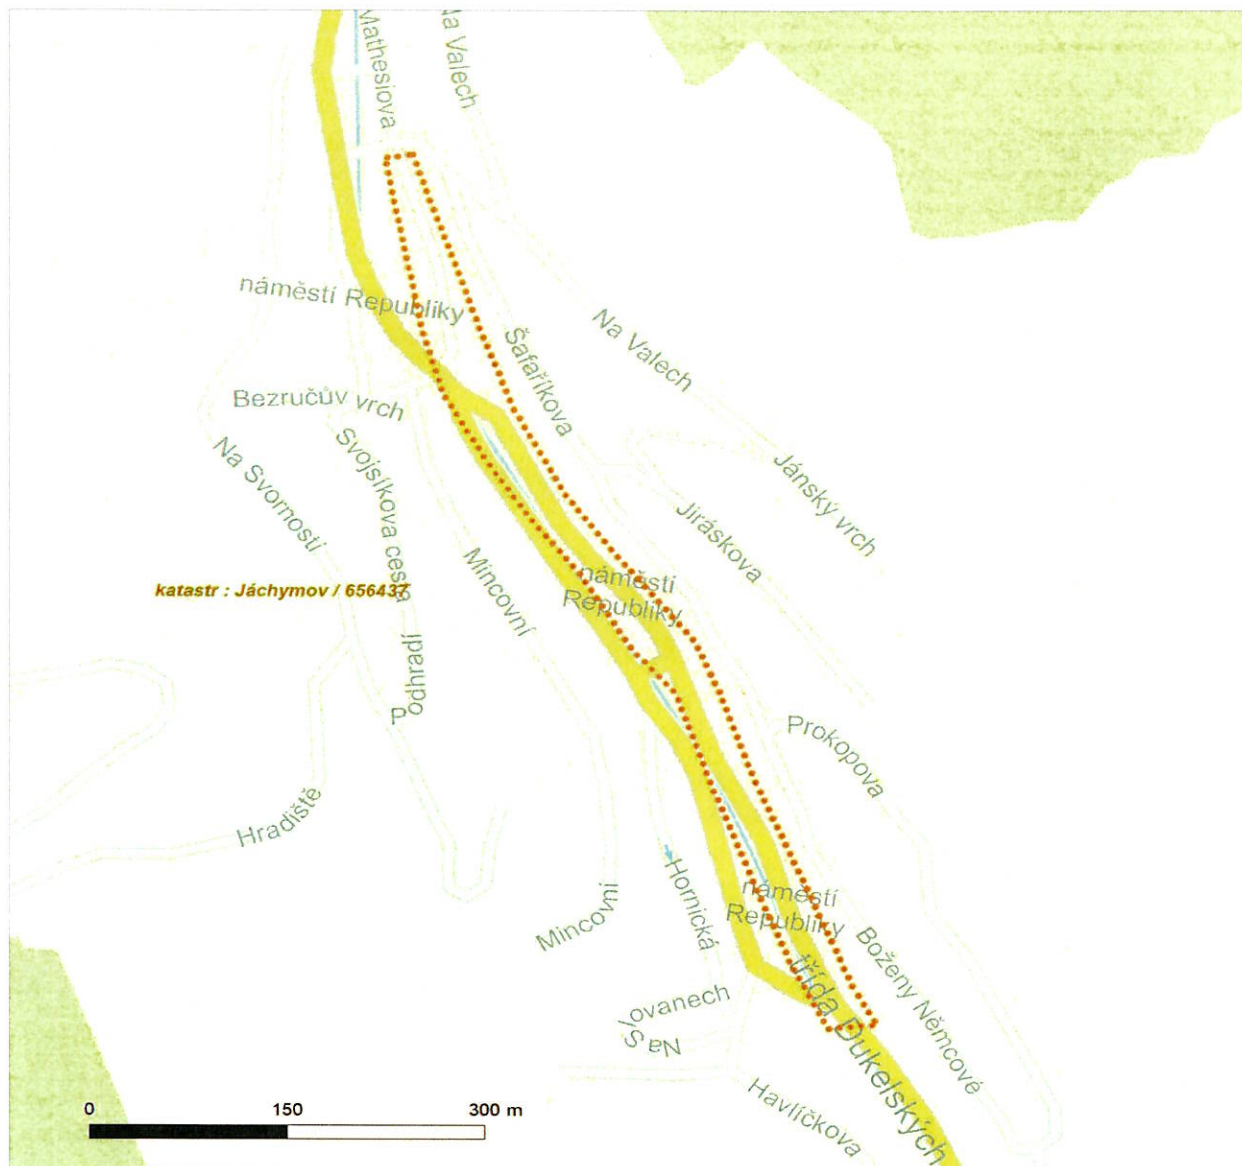 Mathesiova
Na Valech
náměstí Republiky
Šafaříkova
Na Valech
Bezručův vrch
Svojsíkova cesta
Na Svornosti
Jánský vrch
Jiráskova
Mincovní
náměstí
Republiky
katastr : Jáchymov / 656437
Podhradí
Prokopova
Hradiště
Hornická
náměstí
Republiky
Mincovní
Boženy Němcové
třída Dukelských
Na Slovanech
Havlíčkova
0 150 300 m